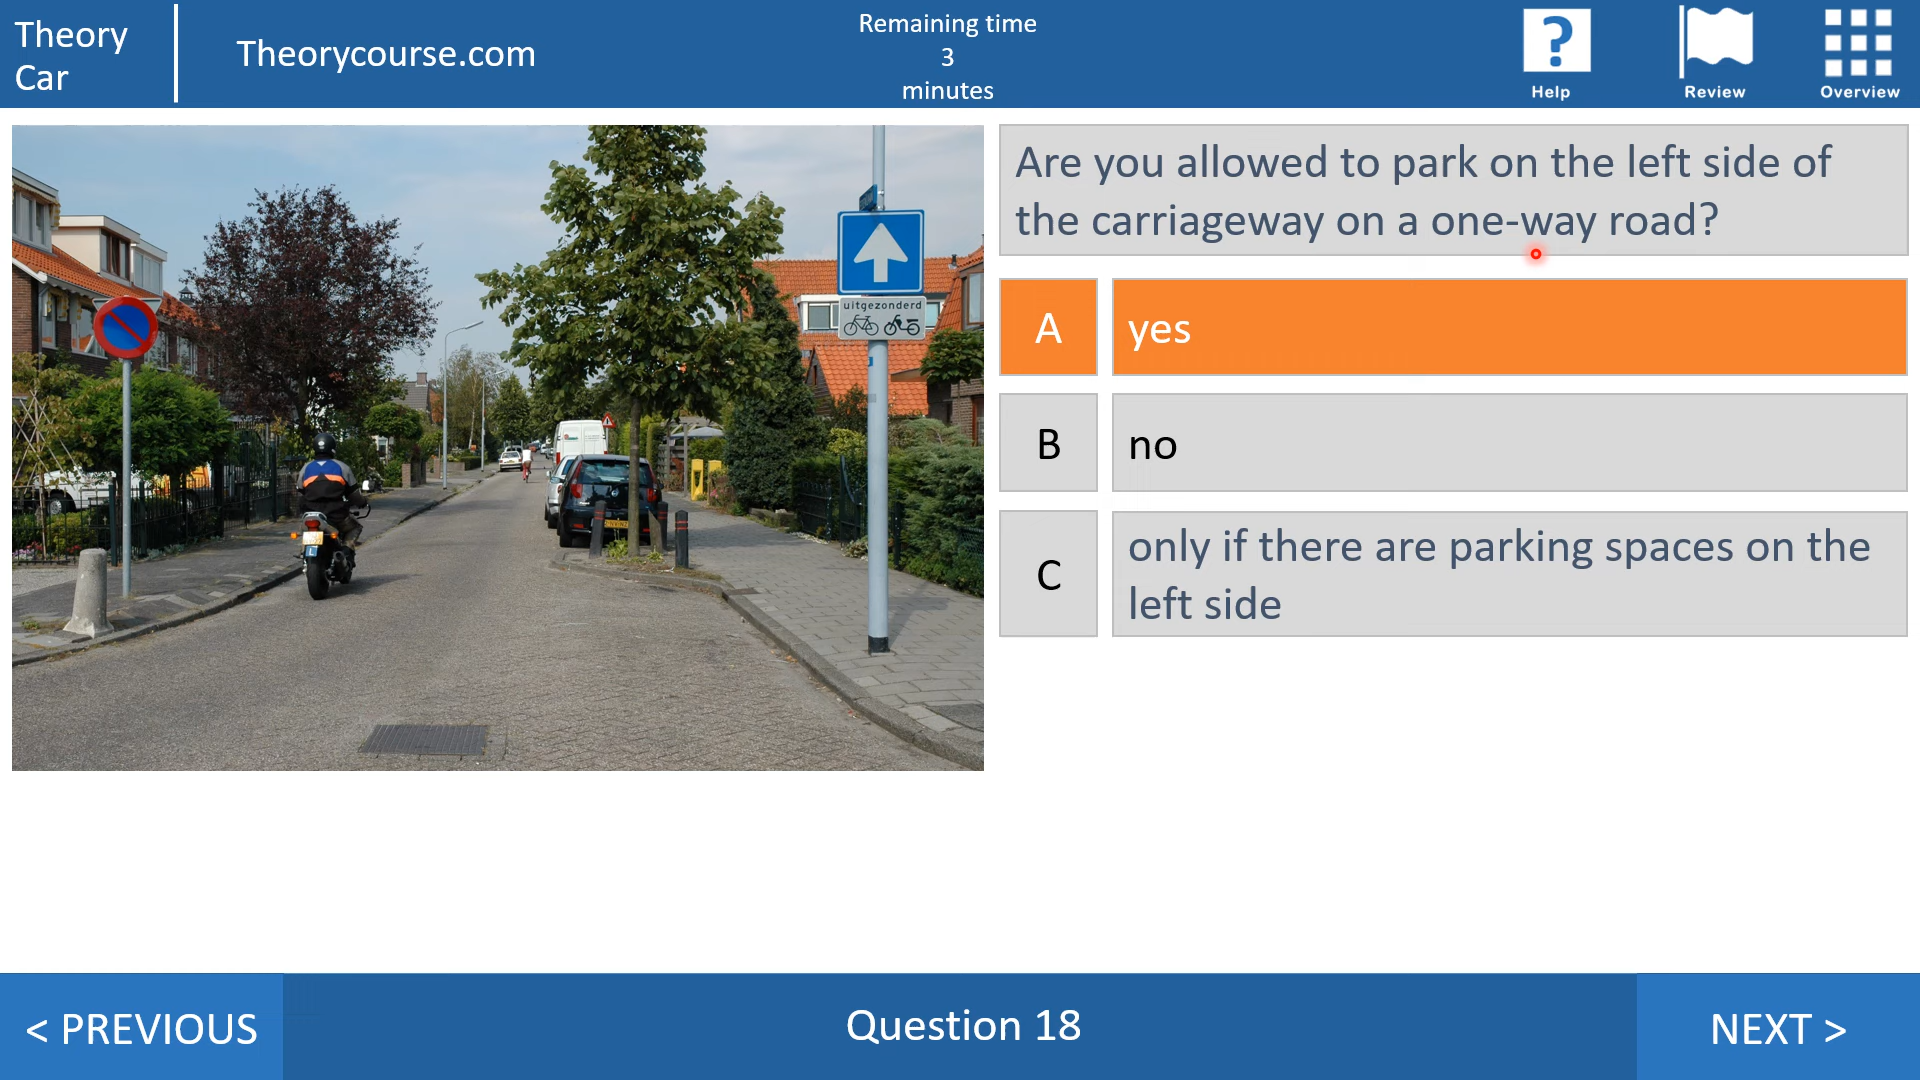 Theory
Car
Theorycourse.com
Remaining time
3
minutes
Help
Review
Overview
uitgezonderd
L
Are you allowed to park on the left side of
the carriageway on a one-way road?
A
yes
B
no
C
only if there are parking spaces on the
left side
< PREVIOUS
Question 18
NEXT >